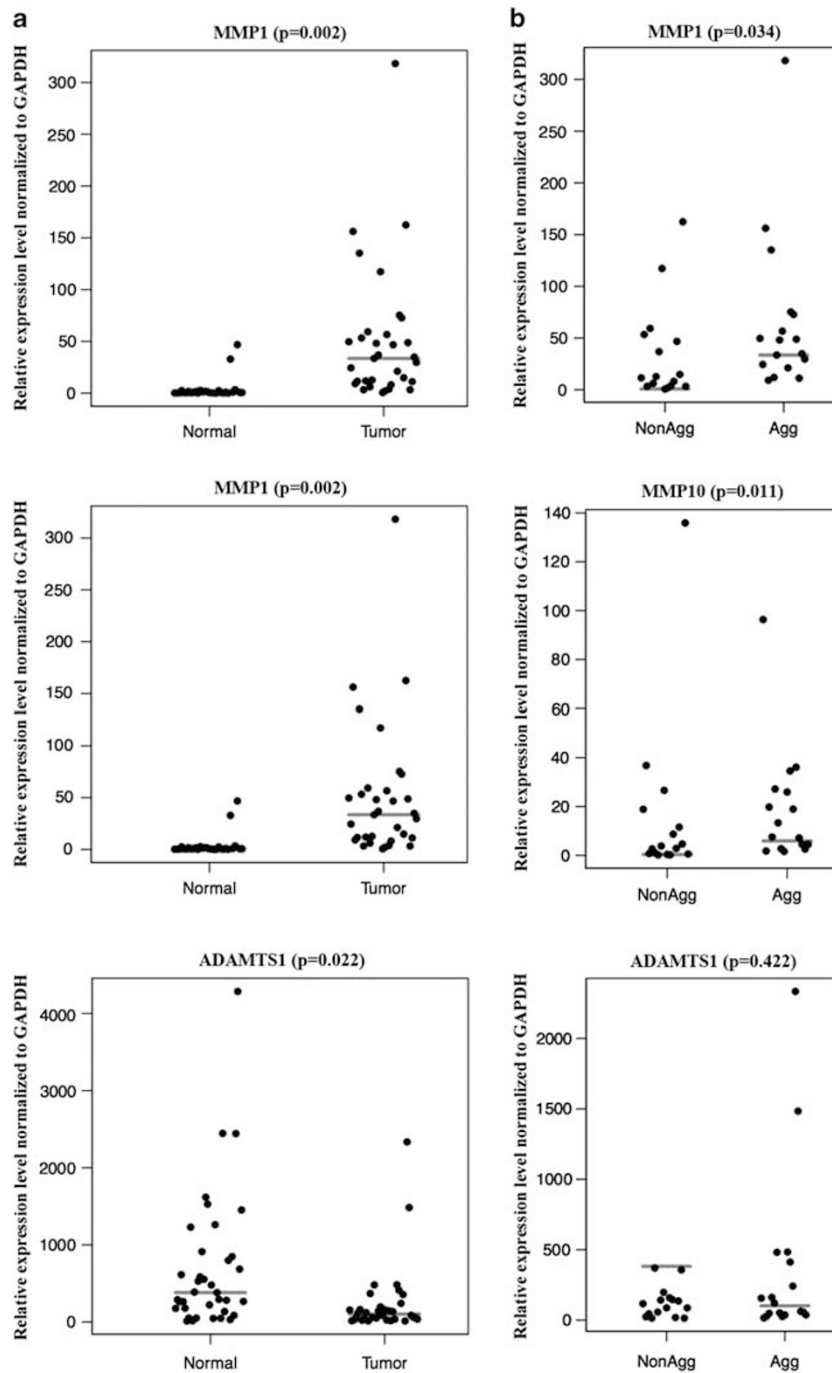 a
MMP1 (p=0.002)
Relative expression level normalized to GAPDH
300
250
200
150
100
50
0
Normal
Tumor
b
MMP1 (p=0.034)
Relative expression level normalized to GAPDH
300
250
200
150
100
50
0
NonAgg
Agg
MMP1 (p=0.002)
Relative expression level normalized to GAPDH
300
250
200
150
100
50
0
Normal
Tumor
MMP10 (p=0.011)
Relative expression level normalized to GAPDH
140
120
100
80
60
40
20
0
NonAgg
Agg
ADAMTS1 (p=0.022)
Relative expression level normalized to GAPDH
4000
3000
2000
1000
0
Normal
Tumor
ADAMTS1 (p=0.422)
Relative expression level normalized to GAPDH
2000
1500
1000
500
0
NonAgg
Agg